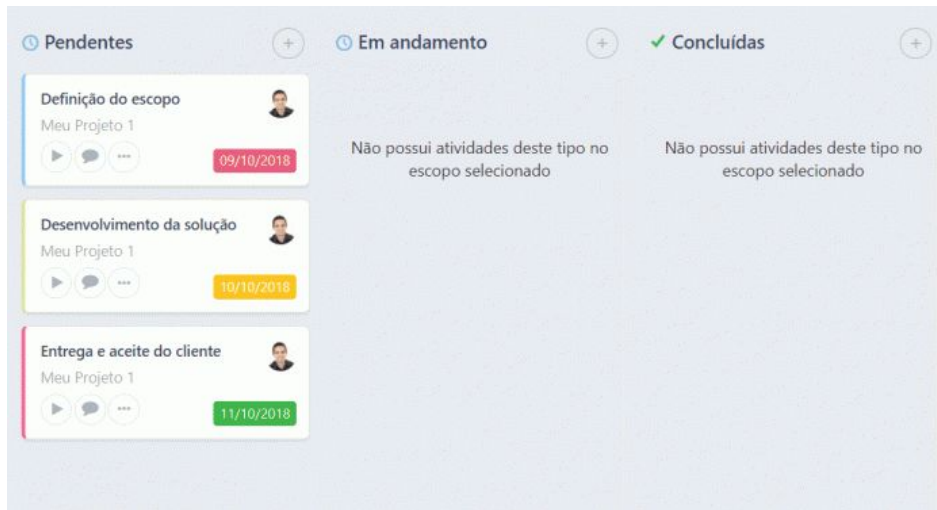 Pendentes
Definição do escopo
Meu Projeto 1
09/10/2018
Desenvolvimento da solução
Meu Projeto 1
10/10/2018
Entrega e aceite do cliente
Meu Projeto 1
11/10/2018
Em andamento
Não possui atividades deste tipo no
escopo selecionado
Concluídas
Não possui atividades deste tipo no
escopo selecionado